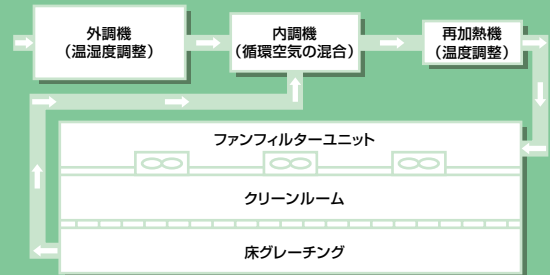 外調機
（温湿度調整）
内調機
（循環空気の混合）
再加熱機
（温度調整）
ファンフィルターユニット
クリーンルーム
床グレーチング